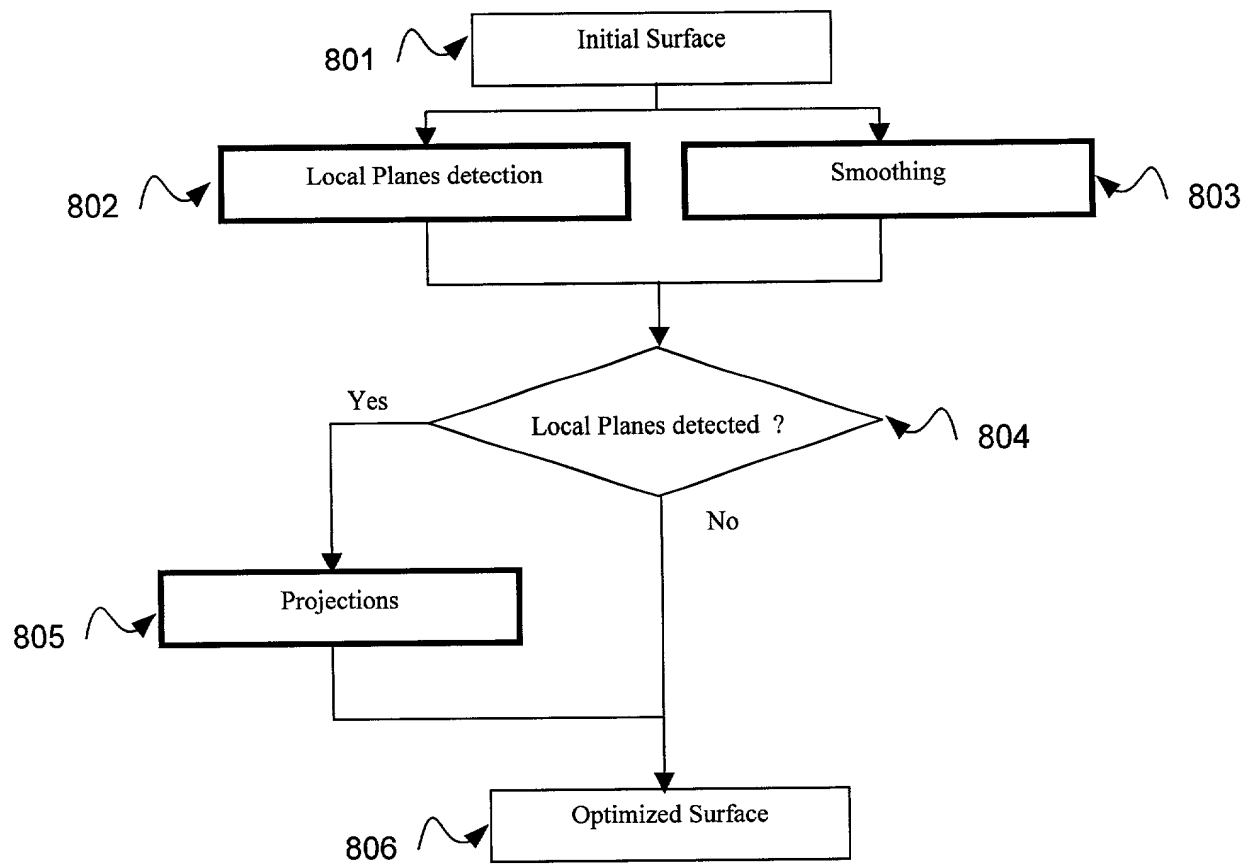 Initial Surface
801
Local Planes detection
Smoothing
802
803
Yes
Local Planes detected ?
804
No
Projections
805
Optimized Surface
806